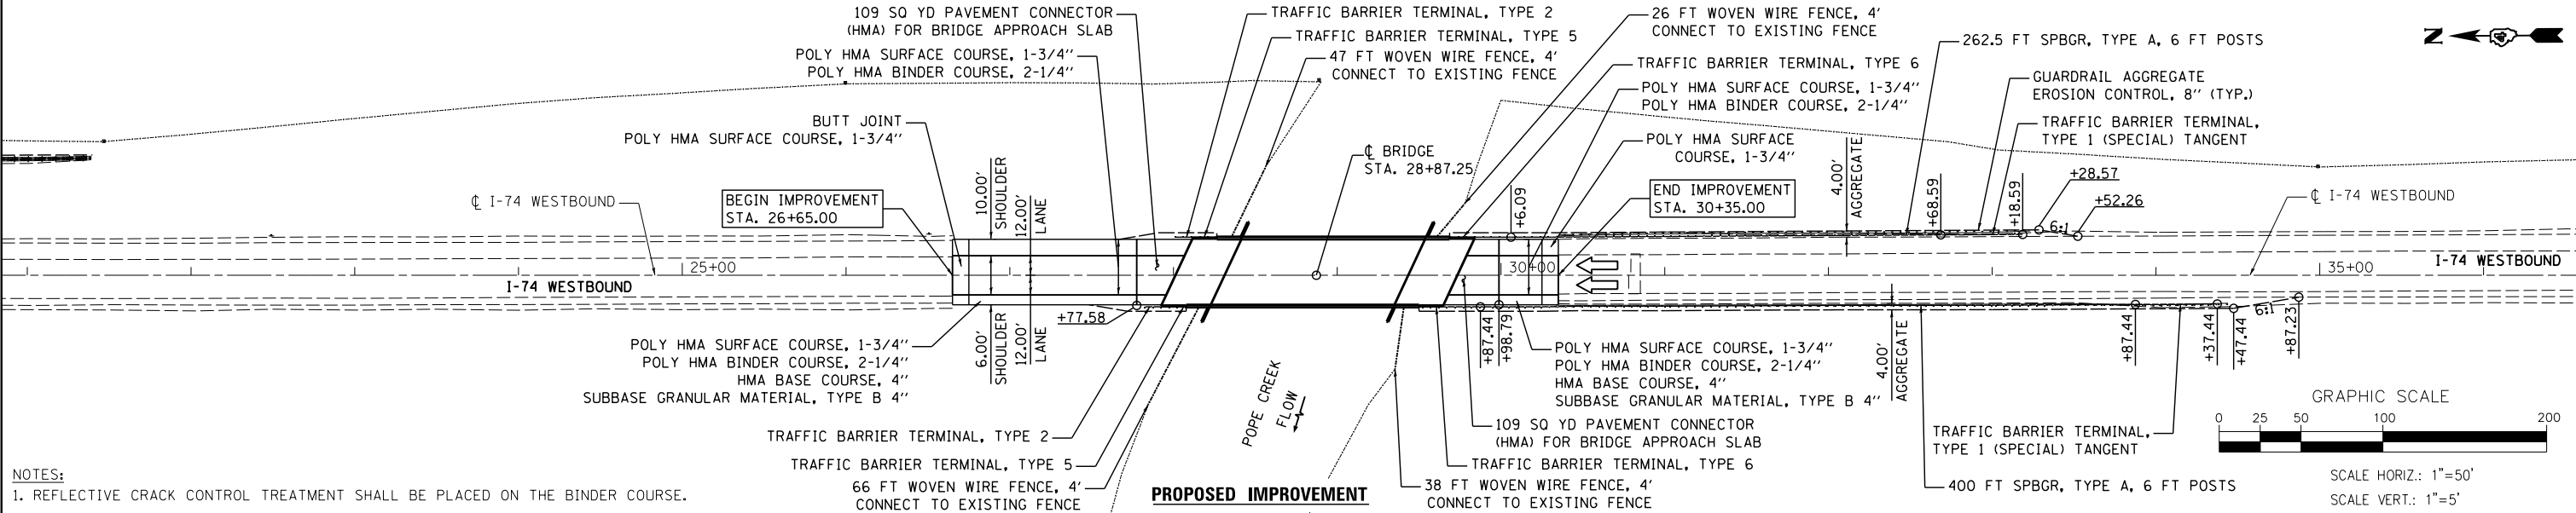 109 SQ YD PAVEMENT CONNECTOR
(HMA) FOR BRIDGE APPROACH SLAB
POLY HMA SURFACE COURSE, 1-3/4"
POLY HMA BINDER COURSE, 2-1/4"
BUTT JOINT
POLY HMA SURFACE COURSE, 1-3/4"
TRAFFIC BARRIER TERMINAL, TYPE 2
TRAFFIC BARRIER TERMINAL, TYPE 5
47 FT WOVEN WIRE FENCE, 4'
CONNECT TO EXISTING FENCE
26 FT WOVEN WIRE FENCE, 4'
CONNECT TO EXISTING FENCE
TRAFFIC BARRIER TERMINAL, TYPE 6
POLY HMA SURFACE COURSE, 1-3/4"
POLY HMA BINDER COURSE, 2-1/4"
POLY HMA SURFACE
COURSE, 1-3/4"
262.5 FT SPBGR, TYPE A, 6 FT POSTS
GUARDRAIL AGGREGATE
EROSION CONTROL, 8" (TYP.)
TRAFFIC BARRIER TERMINAL,
TYPE 1 (SPECIAL) TANGENT
N
℄ BRIDGE
STA. 28+87.25
℄ I-74 WESTBOUND
BEGIN IMPROVEMENT
STA. 26+65.00
10.00'
SHOULDER
12.00'
LANE
END IMPROVEMENT
STA. 30+35.00
+6.09
4.00'
AGGREGATE
+68.59
+18.59
+28.57
+52.26
6:1
℄ I-74 WESTBOUND
25+00
30+00
35+00
I-74 WESTBOUND
I-74 WESTBOUND
+77.58
6.00'
SHOULDER
12.00'
LANE
+87.44
+98.79
4.00'
AGGREGATE
+87.44
+37.44
+47.44
6:1
+87.23
POLY HMA SURFACE COURSE, 1-3/4"
POLY HMA BINDER COURSE, 2-1/4"
HMA BASE COURSE, 4"
SUBBASE GRANULAR MATERIAL, TYPE B 4"
TRAFFIC BARRIER TERMINAL, TYPE 2
TRAFFIC BARRIER TERMINAL, TYPE 5
66 FT WOVEN WIRE FENCE, 4'
CONNECT TO EXISTING FENCE
POPE CREEK
FLOW
POLY HMA SURFACE COURSE, 1-3/4"
POLY HMA BINDER COURSE, 2-1/4"
HMA BASE COURSE, 4"
SUBBASE GRANULAR MATERIAL, TYPE B 4"
109 SQ YD PAVEMENT CONNECTOR
(HMA) FOR BRIDGE APPROACH SLAB
TRAFFIC BARRIER TERMINAL, TYPE 6
38 FT WOVEN WIRE FENCE, 4'
CONNECT TO EXISTING FENCE
TRAFFIC BARRIER TERMINAL,
TYPE 1 (SPECIAL) TANGENT
400 FT SPBGR, TYPE A, 6 FT POSTS
GRAPHIC SCALE
0 25 50 100 200
SCALE HORIZ.: 1"=50'
SCALE VERT.: 1"=5'
NOTES:
1. REFLECTIVE CRACK CONTROL TREATMENT SHALL BE PLACED ON THE BINDER COURSE.
PROPOSED IMPROVEMENT